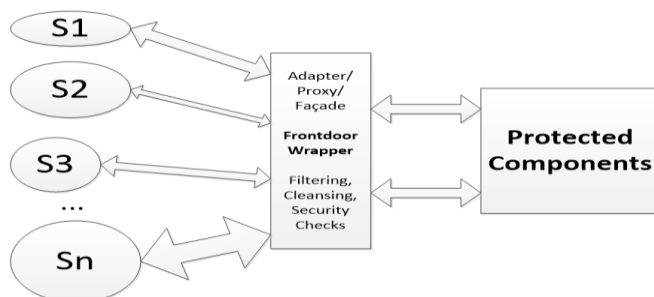 S1
S2
S3
...
Sn
Adapter/
Proxy/
Façade
Frontdoor
Wrapper
Filtering,
Cleansing,
Security
Checks
Protected
Components